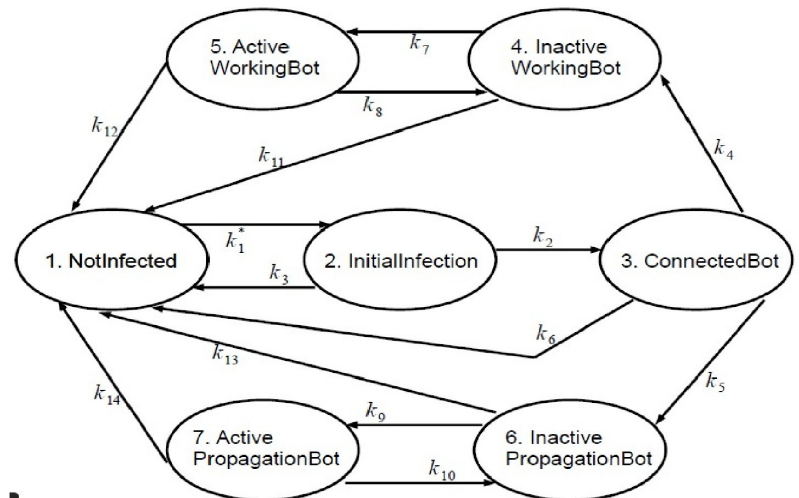 5. Active
WorkingBot
4. Inactive
WorkingBot
k7
k8
k12
k11
k4
1. NotInfected
k1*
k3
2. InitialInfection
k2
3. ConnectedBot
k6
k13
k5
k14
7. Active
PropagationBot
k9
k10
6. Inactive
PropagationBot